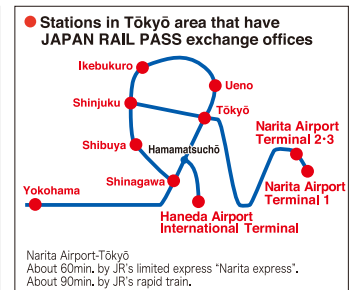 Stations in Tōkyō area that have
JAPAN RAIL PASS exchange offices
Ikebukuro
Ueno
Shinjuku
Tōkyō
Narita Airport
Terminal 2·3
Hamamatsuchō
Shibuya
Shinagawa
Yokohama
Narita Airport
Terminal 1
Haneda Airport
International Terminal
Narita Airport-Tōkyō
About 60min. by JR's limited express “Narita express”.
About 90min. by JR's rapid train.